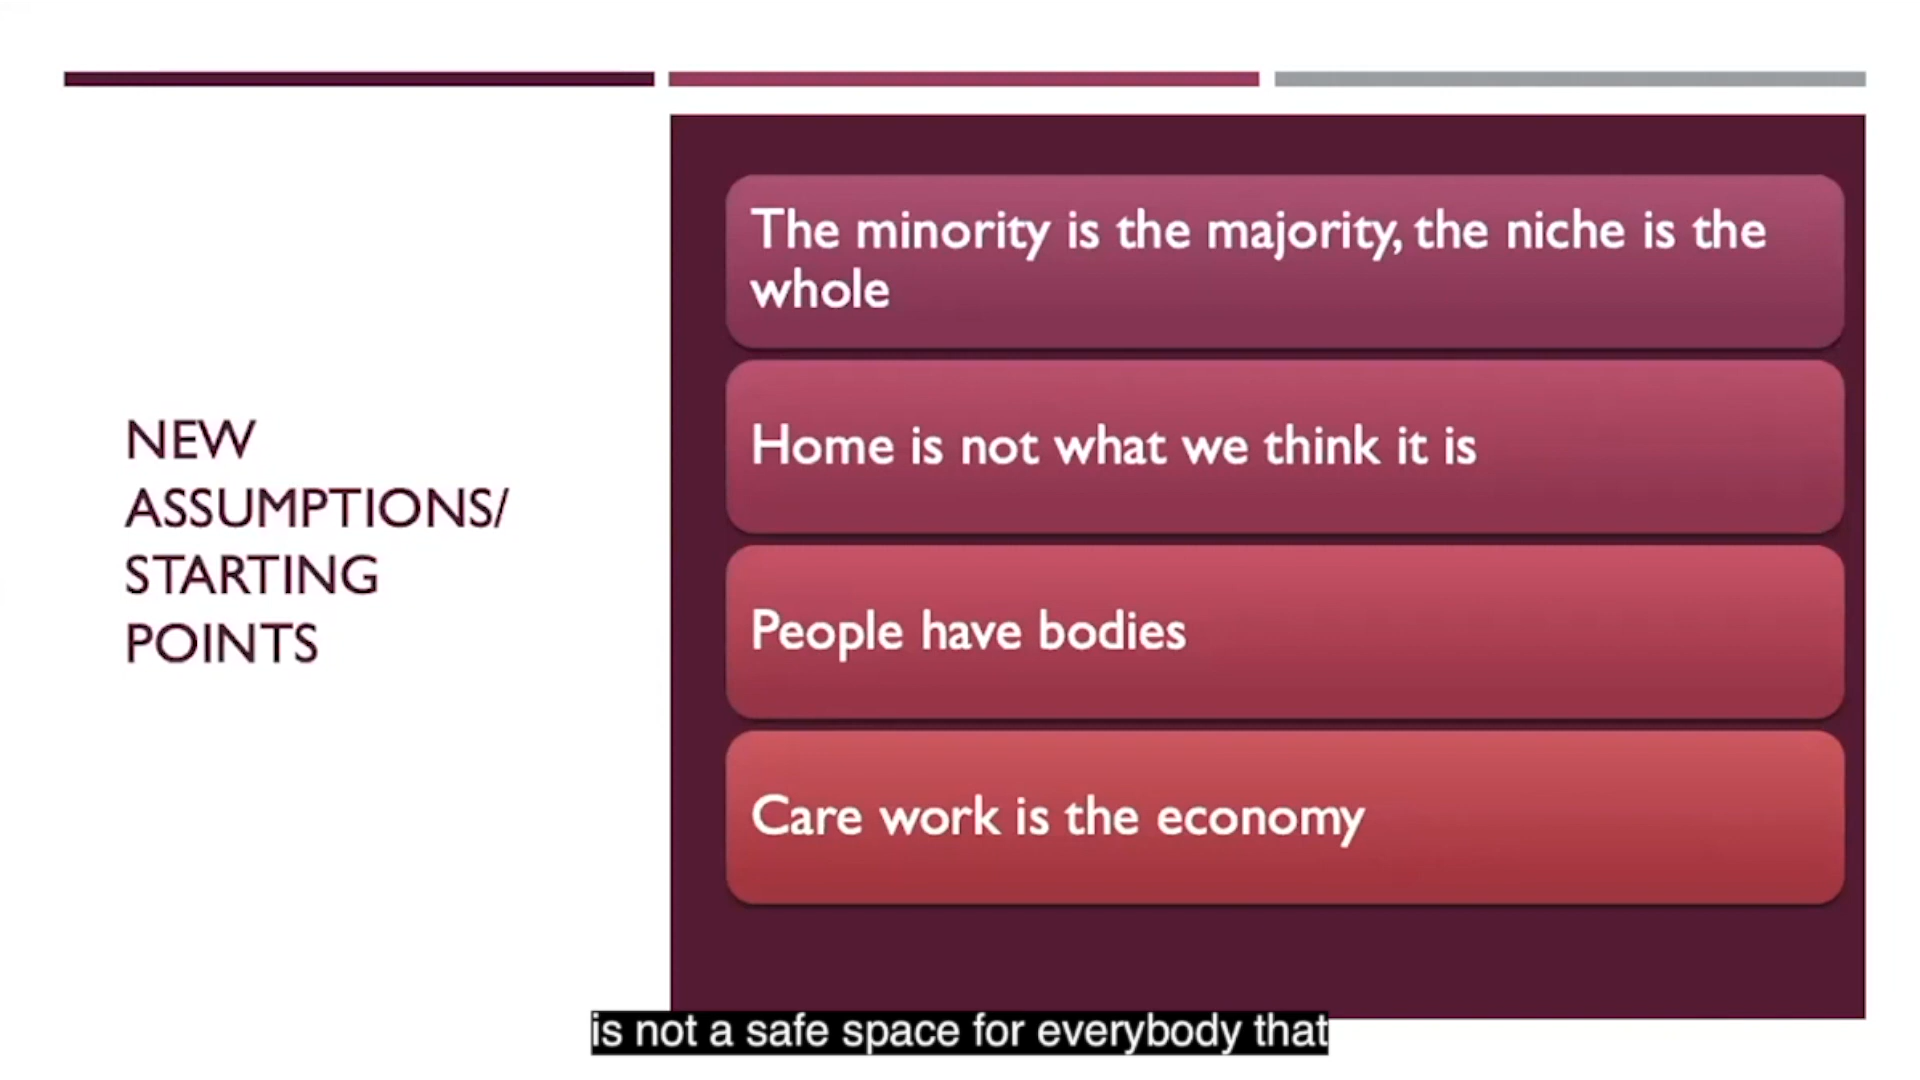 NEW
ASSUMPTIONS/
STARTING
POINTS
The minority is the majority, the niche is the
whole
Home is not what we think it is
People have bodies
Care work is the economy
is not a safe space for everybody that